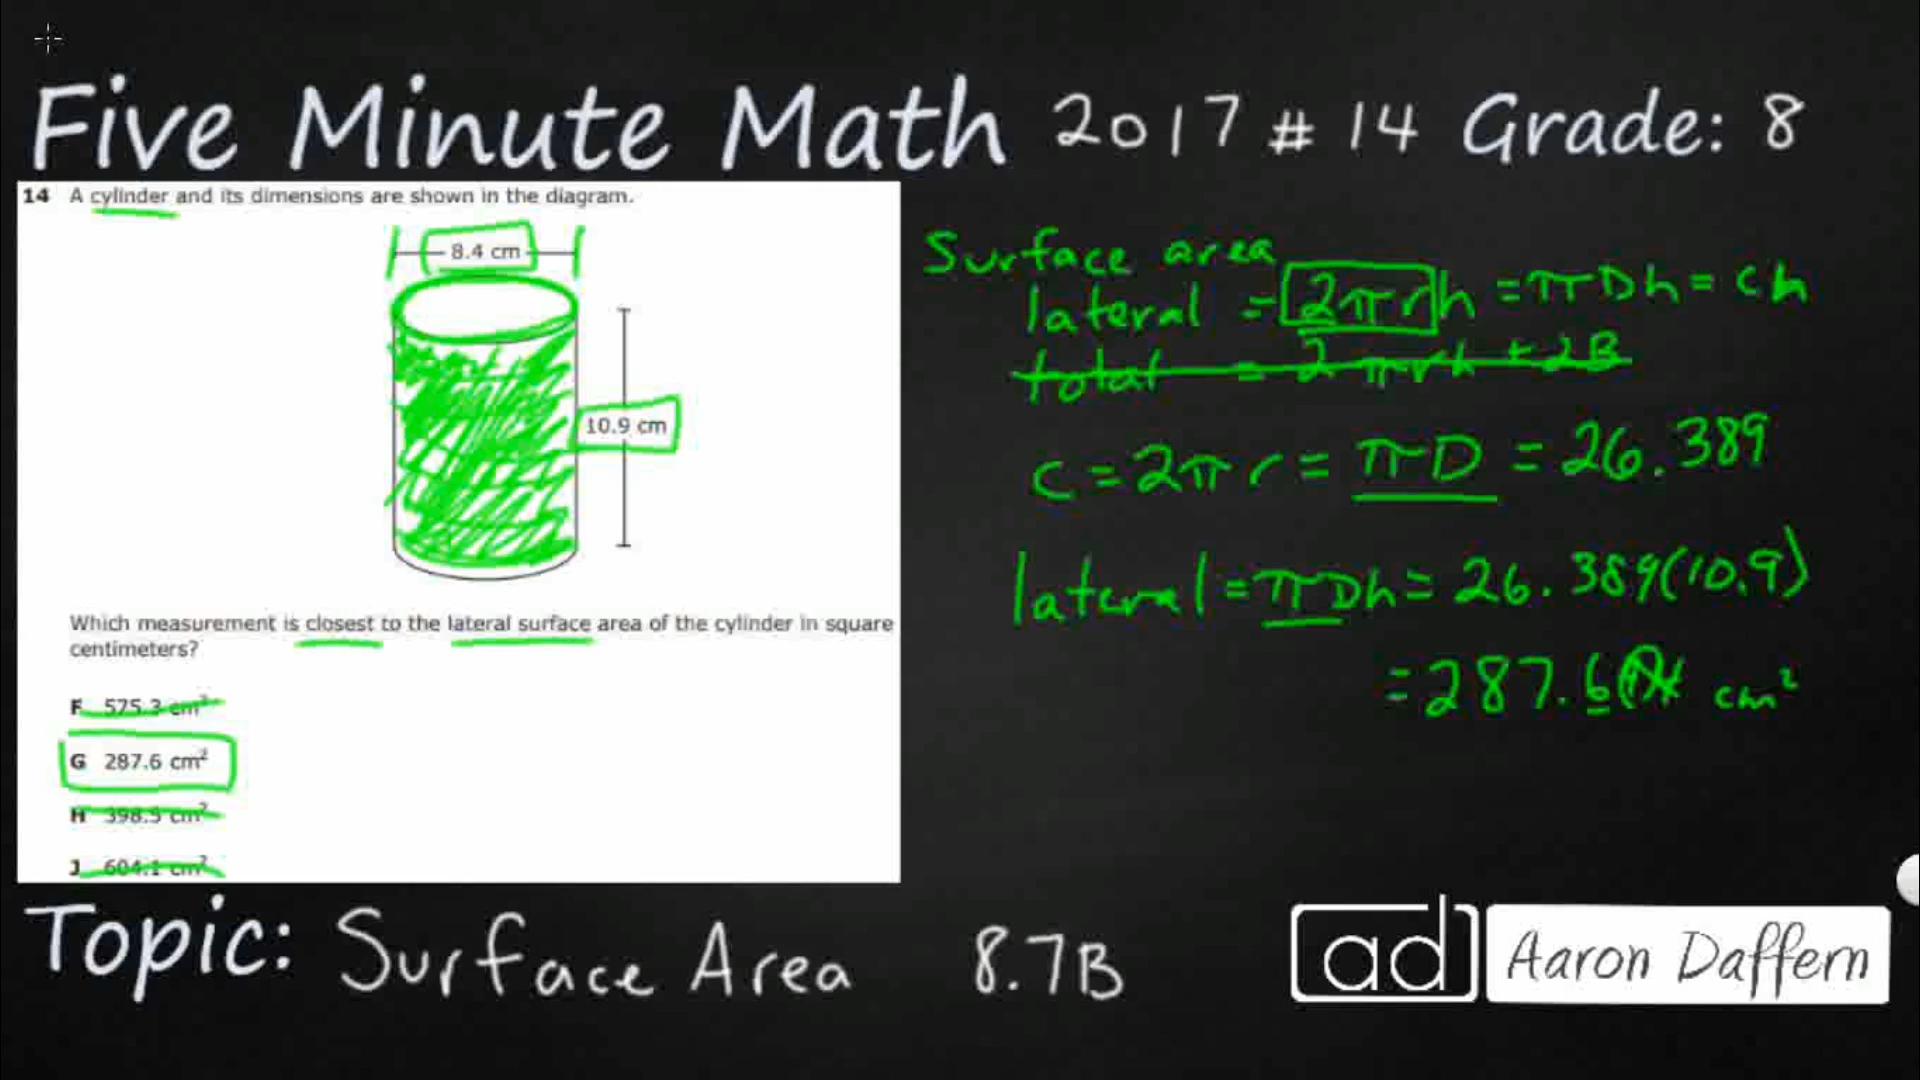 Five Minute Math 2017 # 14 Grade: 8
14 A cylinder and its dimensions are shown in the diagram.
8.4 cm
10.9 cm
Which measurement is closest to the lateral surface area of the cylinder in square
centimeters?
F 575.3 cm²
G 287.6 cm²
H 398.5 cm²
J 604.1 cm²
Surface area
lateral = 2πrh = πDh = ch
total = 2πrh + 2B
C = 2πr = πD = 26.389
lateral = πDh = 26.389(10.9)
= 287.6 cm²
Topic: Surface Area 8.7B
ad Aaron Daffern